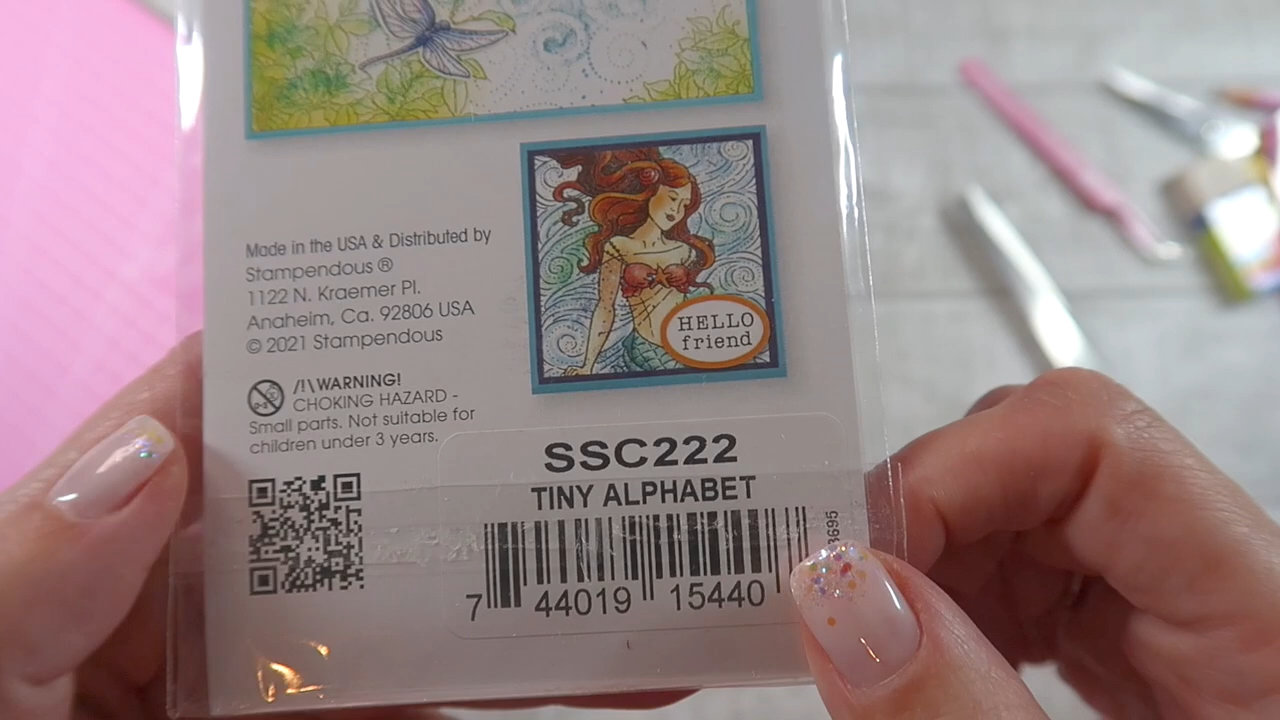 Made in the USA & Distributed by
Stampendous ®
1122 N. Kraemer Pl.
Anaheim, Ca. 92806 USA
© 2021 Stampendous
/!\ WARNING!
CHOKING HAZARD -
Small parts. Not suitable for
children under 3 years.
HELLO
friend
SSC222
TINY ALPHABET
7 44019 15440